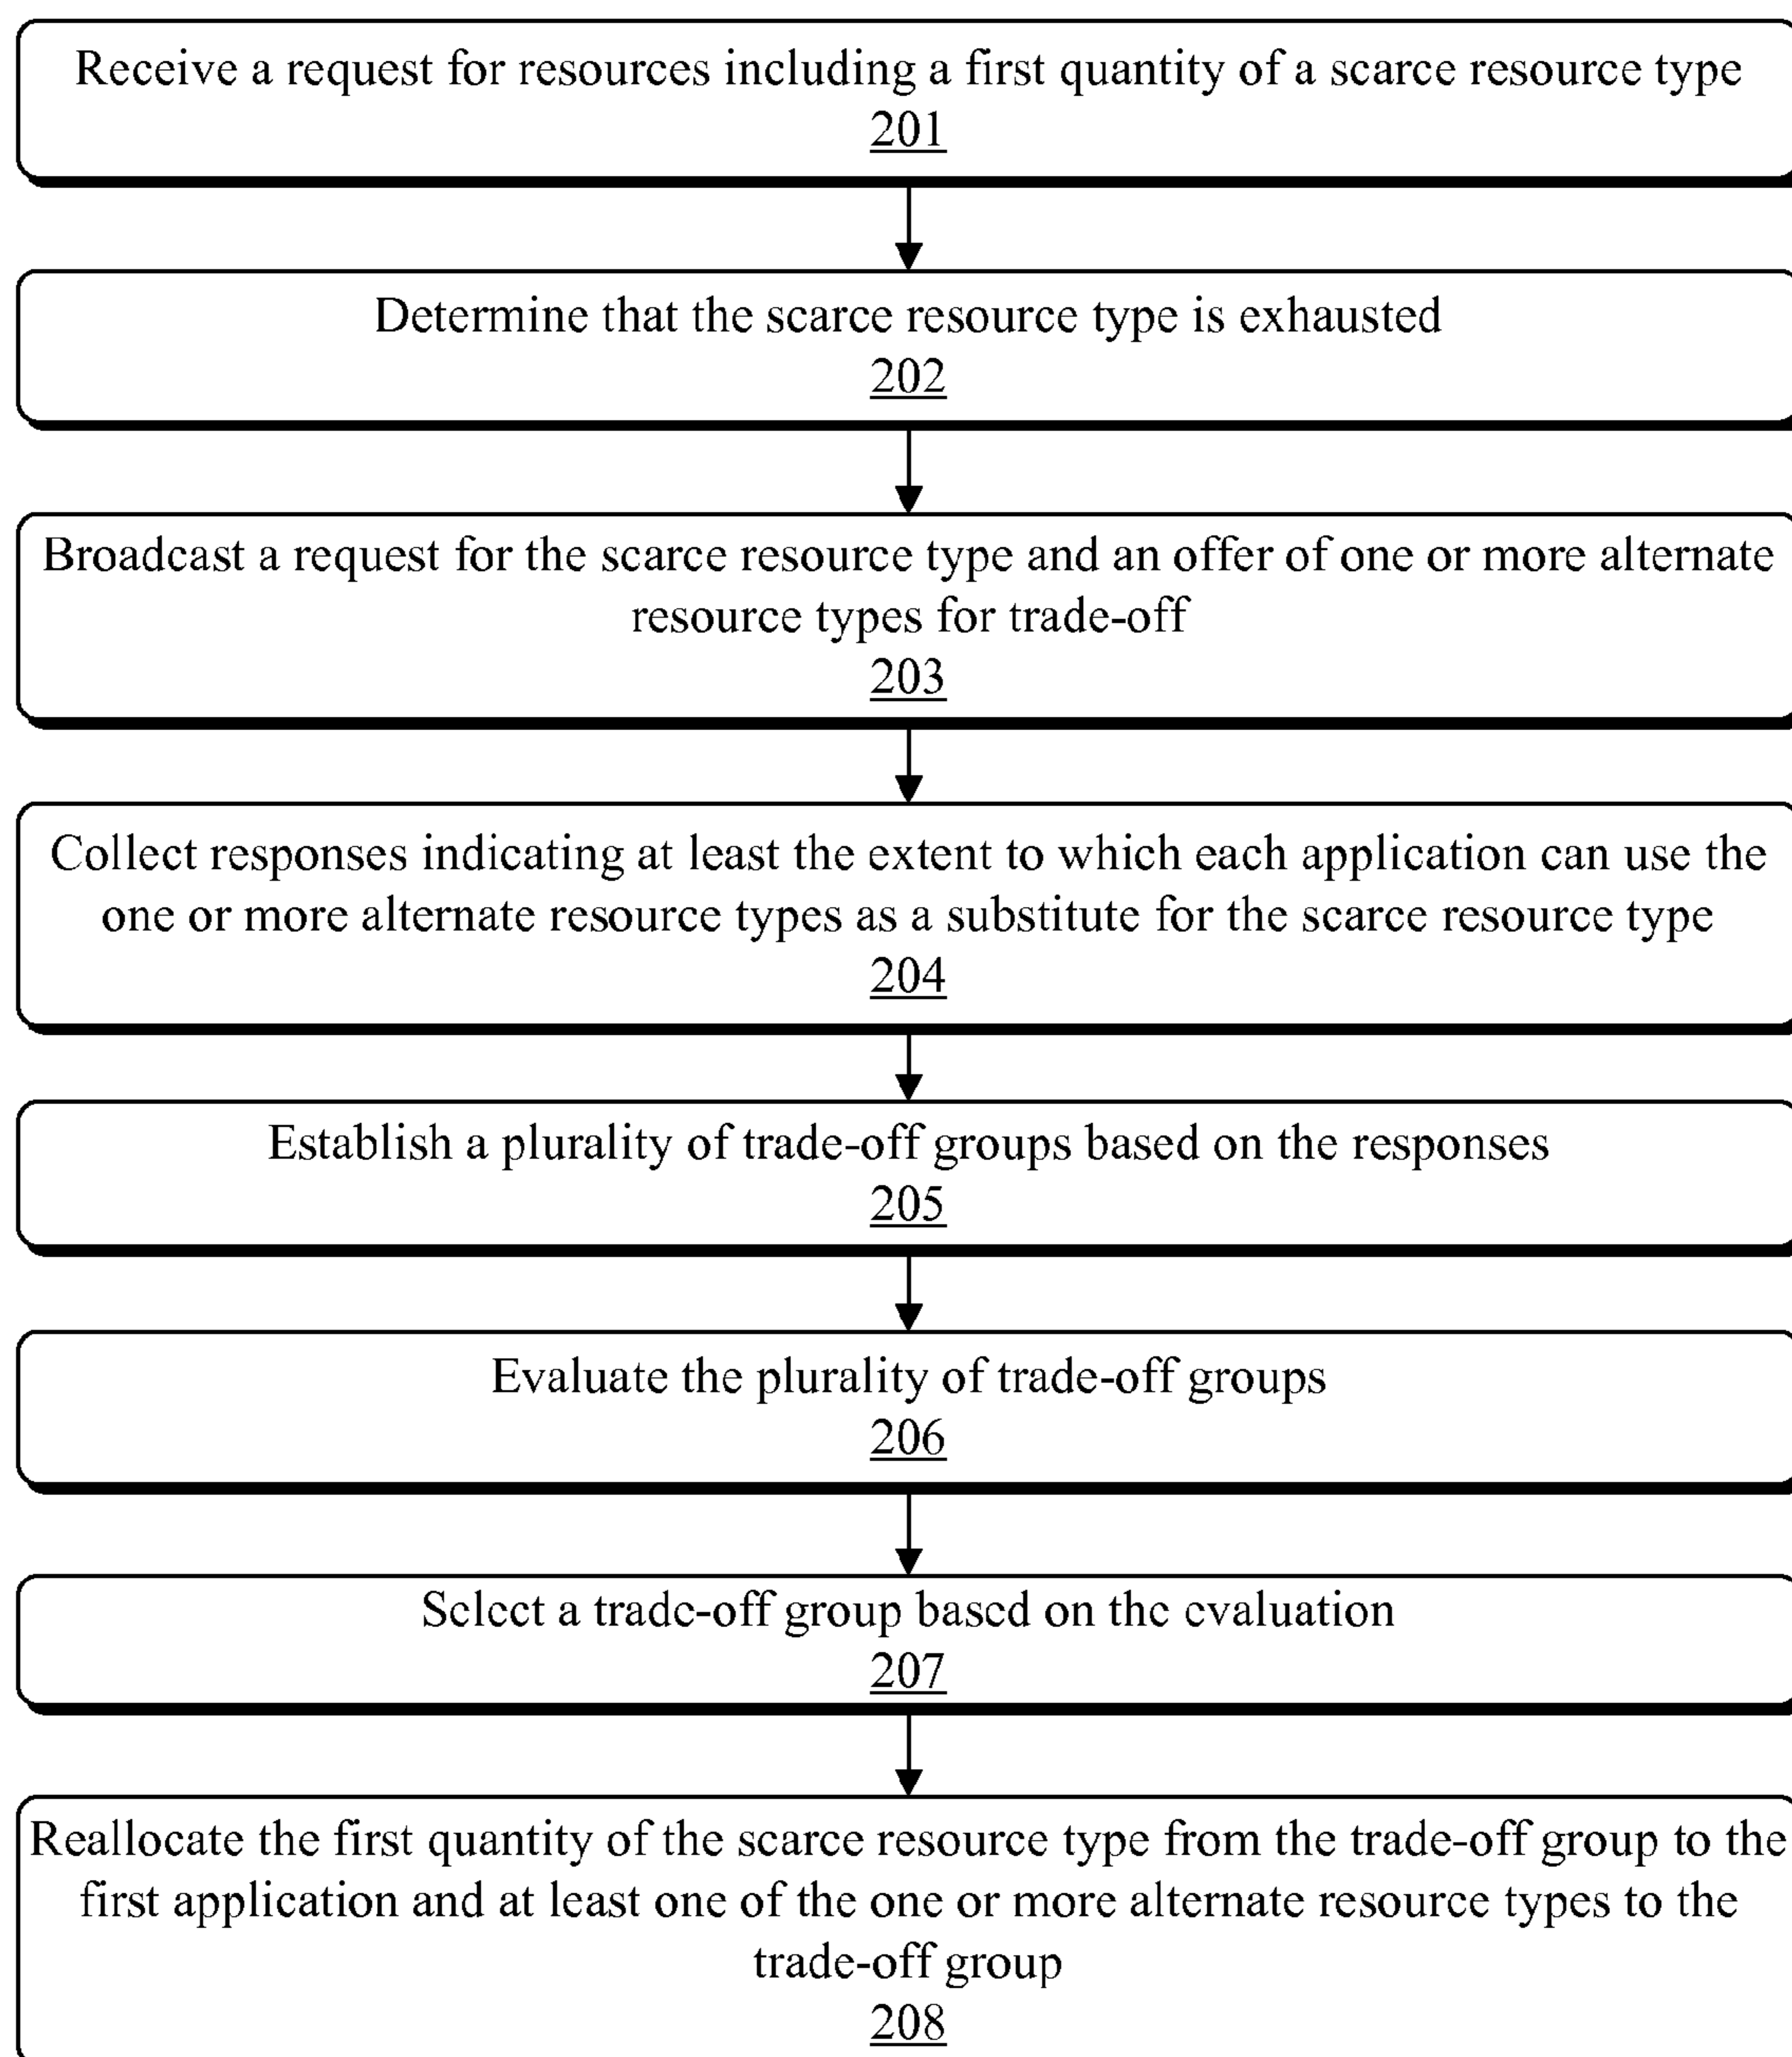 Receive a request for resources including a first quantity of a scarce resource type
201
Determine that the scarce resource type is exhausted
202
Broadcast a request for the scarce resource type and an offer of one or more alternate
resource types for trade-off
203
Collect responses indicating at least the extent to which each application can use the
one or more alternate resource types as a substitute for the scarce resource type
204
Establish a plurality of trade-off groups based on the responses
205
Evaluate the plurality of trade-off groups
206
Select a trade-off group based on the evaluation
207
Reallocate the first quantity of the scarce resource type from the trade-off group to the
first application and at least one of the one or more alternate resource types to the
trade-off group
208